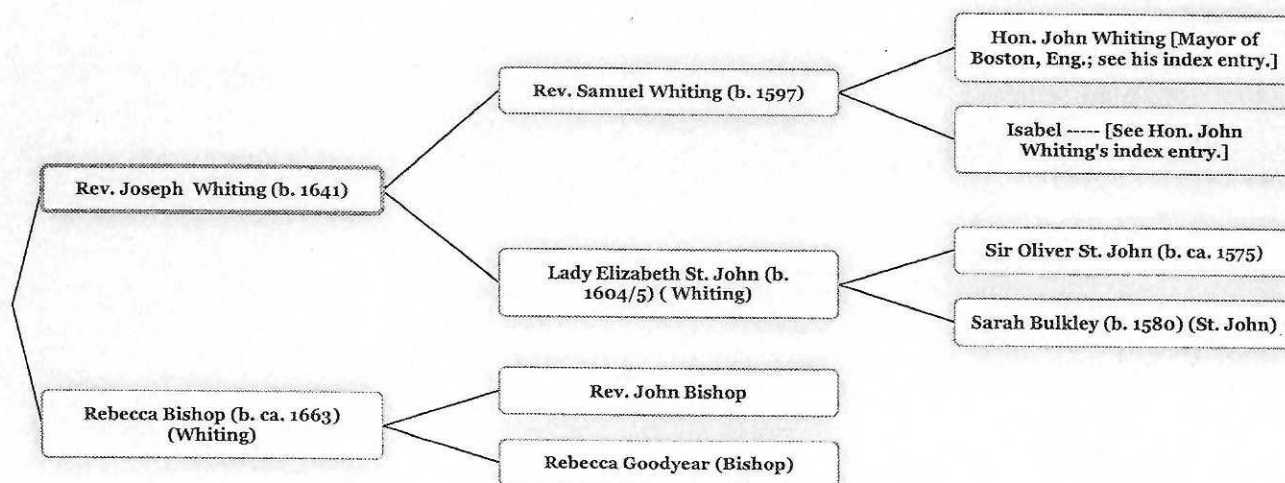 Hon. John Whiting [Mayor of
Boston, Eng.; see his index entry.]
Rev. Samuel Whiting (b. 1597)
Isabel ----- [See Hon. John
Whiting's index entry.]
Rev. Joseph Whiting (b. 1641)
Lady Elizabeth St. John (b.
1604/5) ( Whiting)
Sir Oliver St. John (b. ca. 1575)
Sarah Bulkley (b. 1580) (St. John)
Rebecca Bishop (b. ca. 1663)
(Whiting)
Rev. John Bishop
Rebecca Goodyear (Bishop)